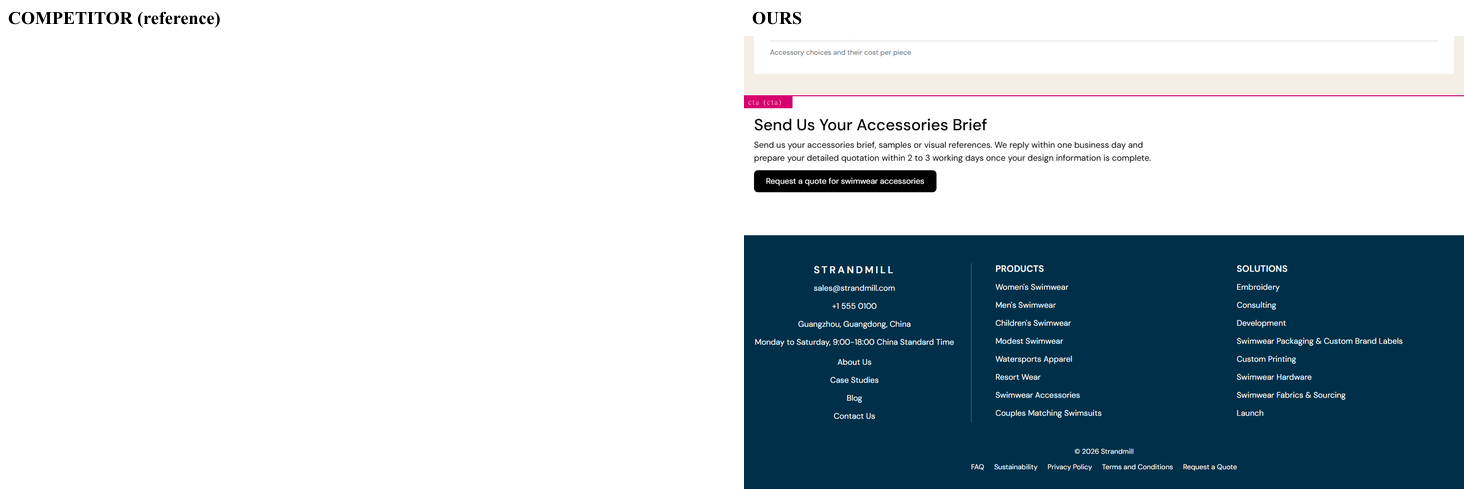 COMPETITOR (reference)
OURS
Accessory choices and their cost per piece
cta (cta)
Send Us Your Accessories Brief
Send us your accessories brief, samples or visual references. We reply within one business day and
prepare your detailed quotation within 2 to 3 working days once your design information is complete.
Request a quote for swimwear accessories
STRANDMILL
sales@strandmill.com
+1 555 0100
Guangzhou, Guangdong, China
Monday to Saturday, 9:00-18:00 China Standard Time
About Us
Case Studies
Blog
Contact Us
PRODUCTS
Women's Swimwear
Men's Swimwear
Children's Swimwear
Modest Swimwear
Watersports Apparel
Resort Wear
Swimwear Accessories
Couples Matching Swimsuits
SOLUTIONS
Embroidery
Consulting
Development
Swimwear Packaging & Custom Brand Labels
Custom Printing
Swimwear Hardware
Swimwear Fabrics & Sourcing
Launch
© 2026 Strandmill
FAQ Sustainability Privacy Policy Terms and Conditions Request a Quote